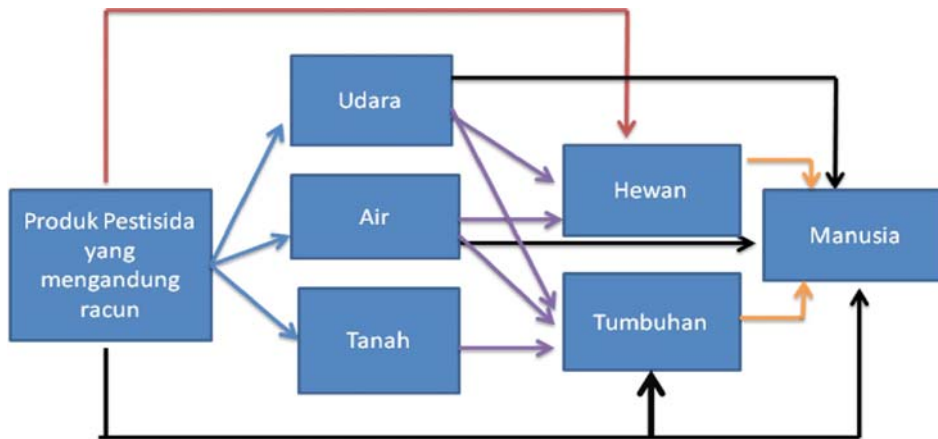 Produk Pestisida
yang
mengandung
racun
Udara
Air
Tanah
Hewan
Tumbuhan
Manusia